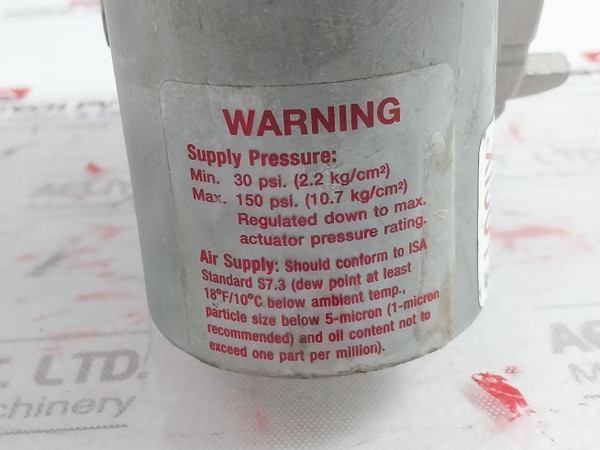 WARNING
Supply Pressure:
Min. 30 psi. (2.2 kg/cm²)
Max. 150 psi. (10.7 kg/cm²)
Regulated down to max.
actuator pressure rating.
Air Supply: Should conform to ISA
Standard S7.3 (dew point at least
18°F/10°C below ambient temp.,
particle size below 5-micron (1-micron
recommended) and oil content not to
exceed one part per million).
LTD.
chinery